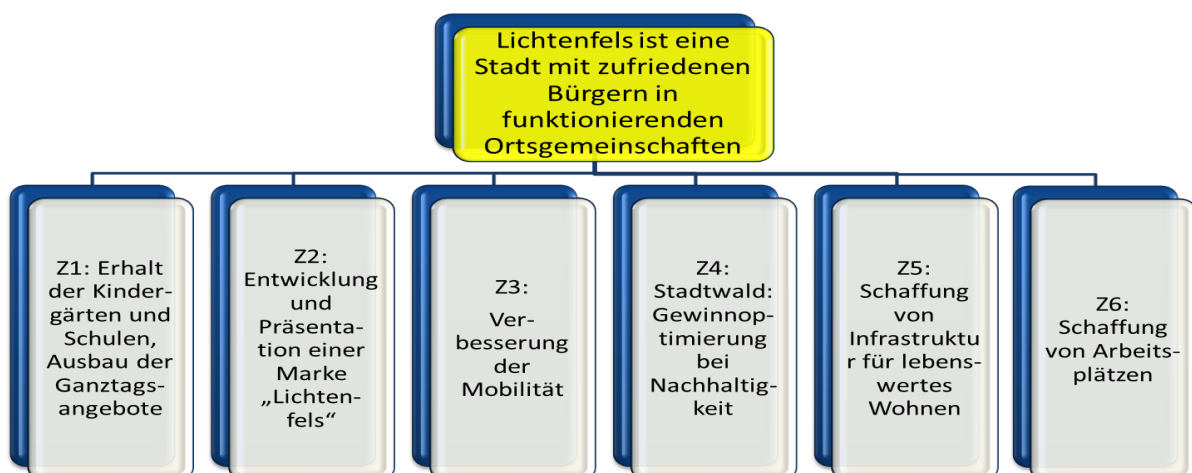 Lichtenfels ist eine
Stadt mit zufriedenen
Bürgern in
funktionierenden
Ortsgemeinschaften
Z1: Erhalt
der Kinder-
gärten und
Schulen,
Ausbau der
Ganztags-
angebote
Z2:
Entwicklung
und
Präsenta-
tion einer
Marke
„Lichten-
fels“
Z3:
Ver-
besserung
der
Mobilität
Z4:
Stadtwald:
Gewinnop-
timierung
bei
Nachhaltig-
keit
Z5:
Schaffung
von
Infrastruktu
r für lebens-
wertes
Wohnen
Z6:
Schaffung
von Arbeits-
plätzen